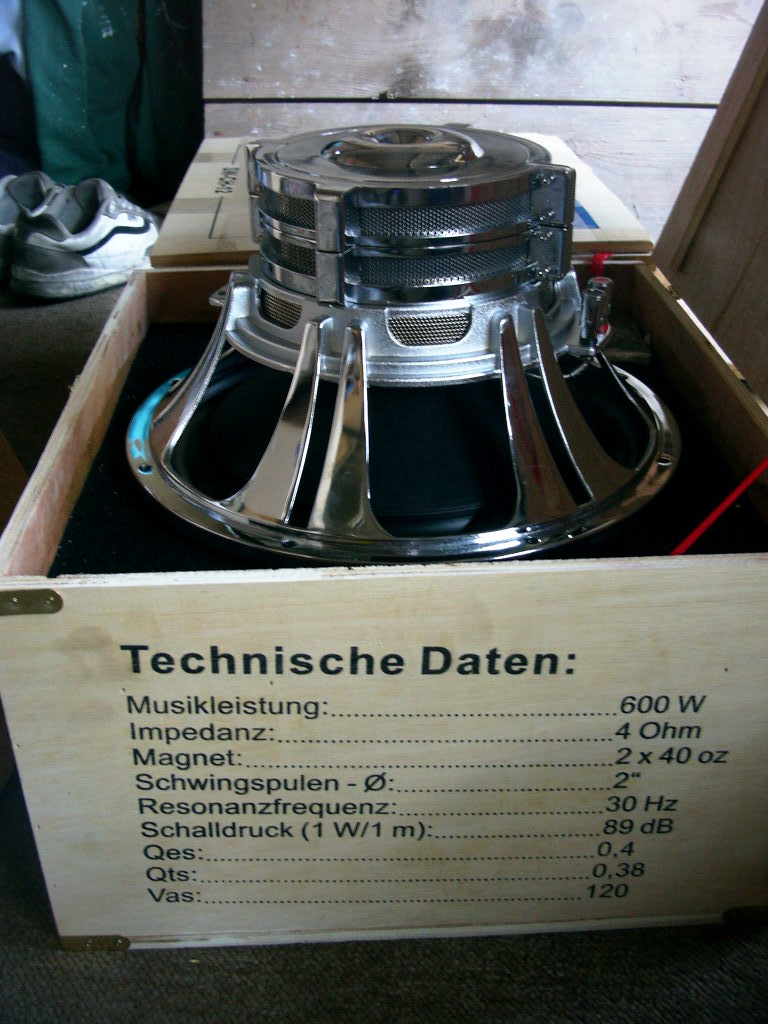 Technische Daten:
Musikleistung:..............................600 W
Impedanz:..............................4 Ohm
Magnet:..............................2 x 40 oz
Schwingspulen - Ø:..............................2"
Resonanzfrequenz:..............................30 Hz
Schalldruck (1 W/1 m):..............................89 dB
Qes:..............................0,4
Qts:..............................0,38
Vas:..............................120